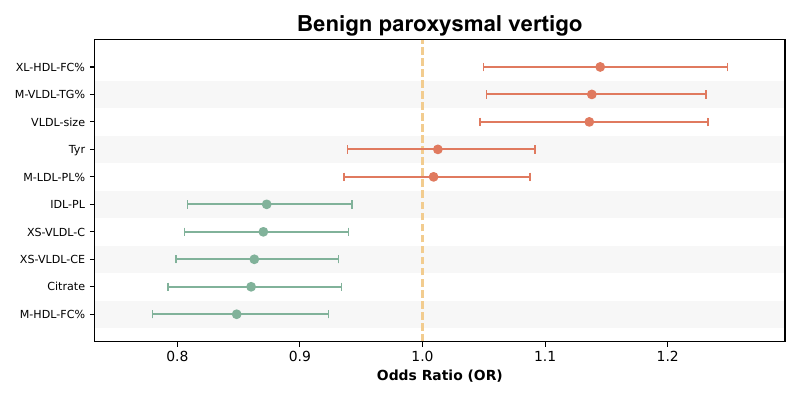 Benign paroxysmal vertigo
XL-HDL-FC%
M-VLDL-TG%
VLDL-size
Tyr
M-LDL-PL%
IDL-PL
XS-VLDL-C
XS-VLDL-CE
Citrate
M-HDL-FC%
0.8 0.9 1.0 1.1 1.2
Odds Ratio (OR)